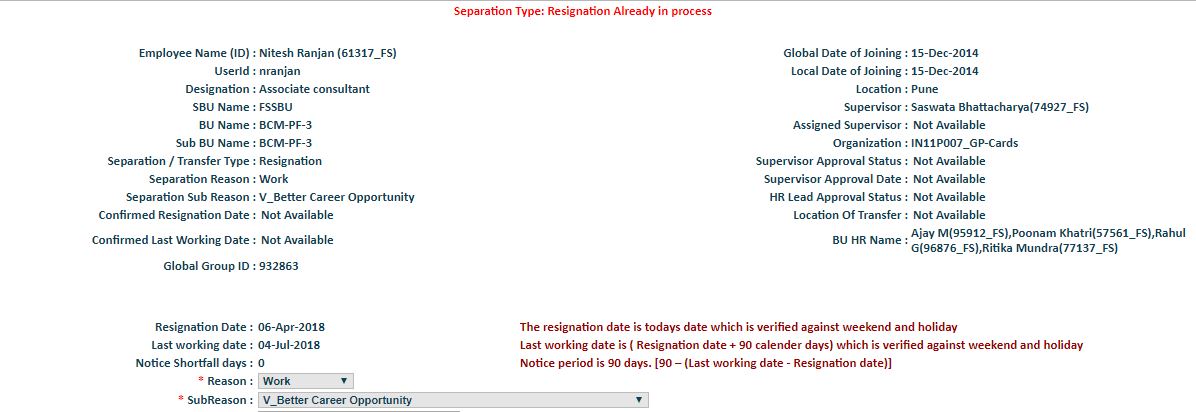 Separation Type: Resignation Already in process
Employee Name (ID) : Nitesh Ranjan (61317_FS)
Global Date of Joining : 15-Dec-2014
UserId : nranjan
Local Date of Joining : 15-Dec-2014
Designation : Associate consultant
Location : Pune
SBU Name : FSSBU
Supervisor : Saswata Bhattacharya(74927_FS)
BU Name : BCM-PF-3
Assigned Supervisor : Not Available
Sub BU Name : BCM-PF-3
Organization : IN11P007_GP-Cards
Separation / Transfer Type : Resignation
Supervisor Approval Status : Not Available
Separation Reason : Work
Supervisor Approval Date : Not Available
Separation Sub Reason : V_Better Career Opportunity
HR Lead Approval Status : Not Available
Confirmed Resignation Date : Not Available
Location Of Transfer : Not Available
Confirmed Last Working Date : Not Available
BU HR Name : Ajay M(95912_FS),Poonam Khatri(57561_FS),Rahul
G(96876_FS),Ritika Mundra(77137_FS)
Global Group ID : 932863
Resignation Date : 06-Apr-2018
The resignation date is todays date which is verified against weekend and holiday
Last working date : 04-Jul-2018
Last working date is ( Resignation date + 90 calender days) which is verified against weekend and holiday
Notice Shortfall days : 0
Notice period is 90 days. [90 – (Last working date - Resignation date)]
* Reason : Work
* SubReason : V_Better Career Opportunity